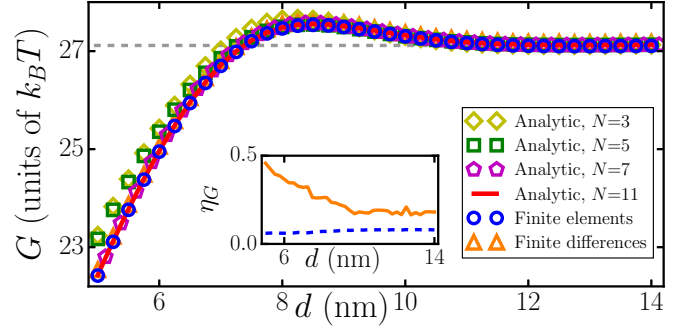 27
25
23
G (units of k_BT)
Analytic, N=3
Analytic, N=5
Analytic, N=7
Analytic, N=11
Finite elements
Finite differences
0.5
0.0
η_G
6
14
d (nm)
6
8
10
12
14
d (nm)